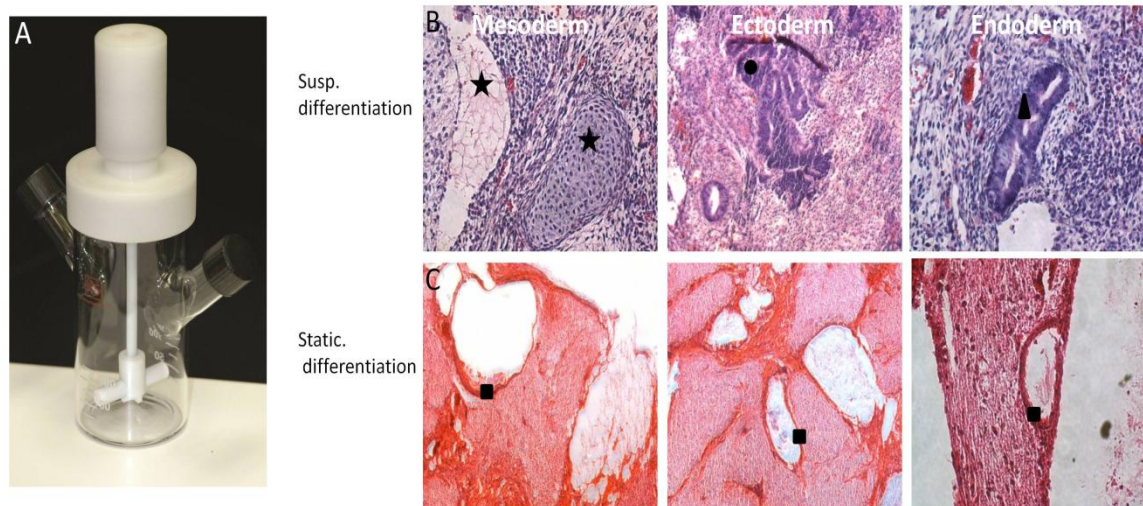 A
Susp.
differentiation
B
Mesoderm
Ectoderm
Endoderm
Static.
differentiation
C